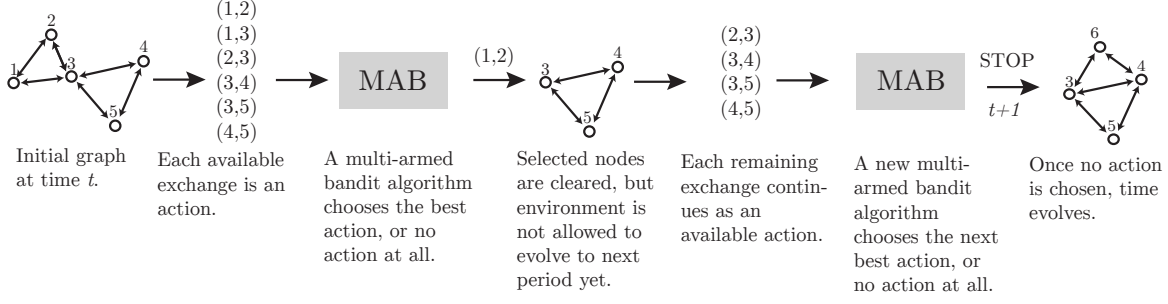 2
1
3
4
5
Initial graph
at time t.
(1,2)
(1,3)
(2,3)
(3,4)
(3,5)
(4,5)
Each available
exchange is an
action.
MAB
A multi-armed
bandit algorithm
chooses the best
action, or no
action at all.
(1,2)
3
4
5
Selected nodes
are cleared, but
environment is
not allowed to
evolve to next
period yet.
(2,3)
(3,4)
(3,5)
(4,5)
Each remaining
exchange contin-
ues as an
available action.
MAB
A new multi-
armed bandit
algorithm
chooses the next
best action, or
no action at all.
STOP
t+1
6
3
4
5
Once no action
is chosen, time
evolves.